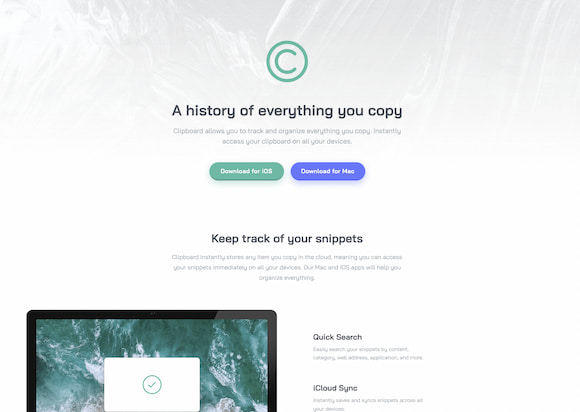 C
A history of everything you copy
Clipboard allows you to track and organize everything you copy. Instantly
access your clipboard on all your devices.
Download for iOS
Download for Mac
Keep track of your snippets
Clipboard instantly stores any item you copy in the cloud, meaning you can access
your snippets immediately on all your devices. Our Mac and iOS apps will help you
organize everything.
Quick Search
Easily search your snippets by content,
category, web address, application, and more.
iCloud Sync
Instantly saves and syncs snippets across all
your devices.